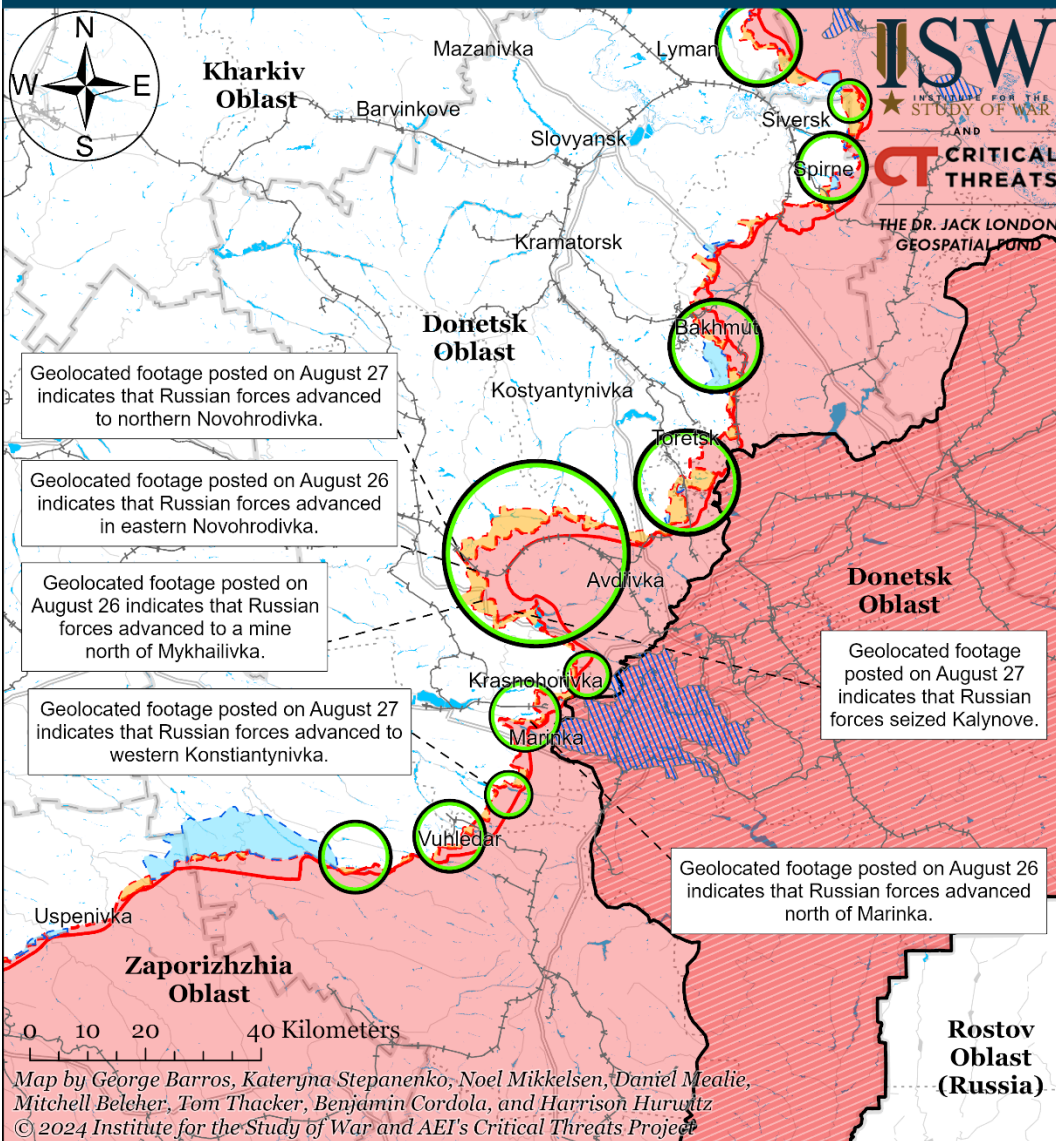 N
W
E
S
Mazanivka
Lyman
ISW
INSTITUTE FOR THE
STUDY OF WAR
AND
CT CRITICAL
THREATS
THE DR. JACK LONDON
GEOSPATIAL FUND
Kharkiv
Oblast
Barvinkove
Slovyansk
Siversk
Spirne
Kramatorsk
Donetsk
Oblast
Bakhmut
Kostyantynivka
Toretsk
Geolocated footage posted on August 27
indicates that Russian forces advanced
to northern Novohrodivka.
Geolocated footage posted on August 26
indicates that Russian forces advanced
in eastern Novohrodivka.
Geolocated footage posted on
August 26 indicates that Russian
forces advanced to a mine
north of Mykhailivka.
Geolocated footage posted on August 27
indicates that Russian forces advanced to
western Konstiantynivka.
Avdiivka
Donetsk
Oblast
Krasnohorivka
Marinka
Geolocated footage
posted on August 27
indicates that Russian
forces seized Kalynove.
Vuhledar
Geolocated footage posted on August 26
indicates that Russian forces advanced
north of Marinka.
Uspenivka
Zaporizhzhia
Oblast
Rostov
Oblast
(Russia)
0 10 20 40 Kilometers
Map by George Barros, Kateryna Stepanenko, Noel Mikkelsen, Daniel Mealie,
Mitchell Belcher, Tom Thacker, Benjamin Cordola, and Harrison Hurwitz
© 2024 Institute for the Study of War and AEI's Critical Threats Project